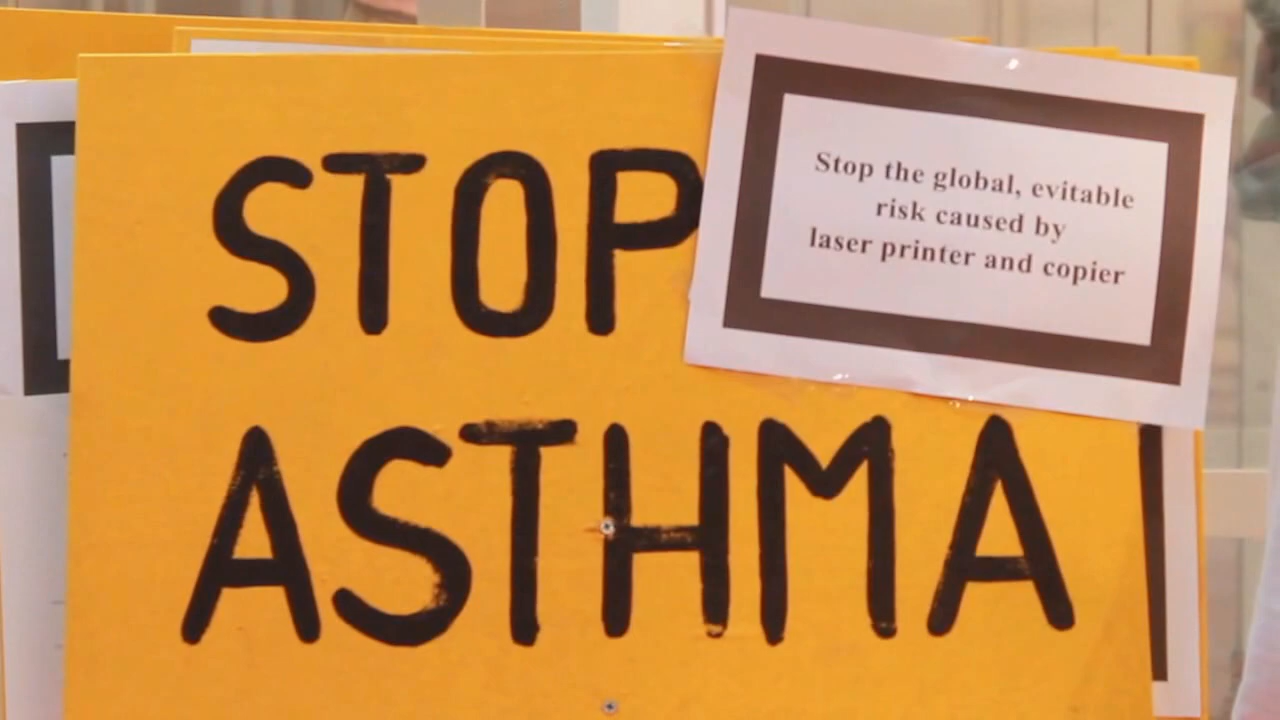 STOP
ASTHMA
Stop the global, evitable
risk caused by
laser printer and copier